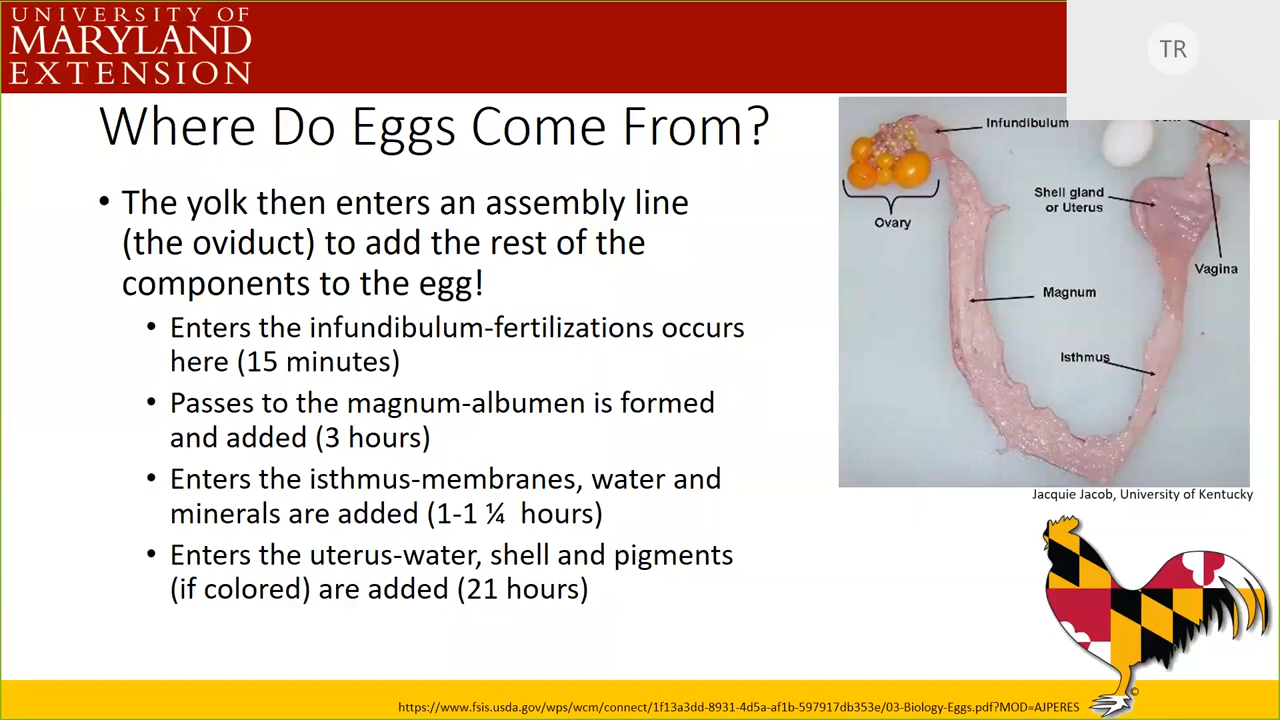 UNIVERSITY OF
MARYLAND
EXTENSION
TR
Where Do Eggs Come From?
• The yolk then enters an assembly line
(the oviduct) to add the rest of the
components to the egg!
• Enters the infundibulum-fertilizations occurs
here (15 minutes)
• Passes to the magnum-albumen is formed
and added (3 hours)
• Enters the isthmus-membranes, water and
minerals are added (1-1 ¼ hours)
• Enters the uterus-water, shell and pigments
(if colored) are added (21 hours)
Infundibulum
Ovary
Shell gland
or Uterus
Vagina
Magnum
Isthmus
Jacquie Jacob, University of Kentucky
©
https://www.fsis.usda.gov/wps/wcm/connect/1f13a3dd-8931-4d5a-af1b-597917db353e/03-Biology-Eggs.pdf?MOD=AJPERES